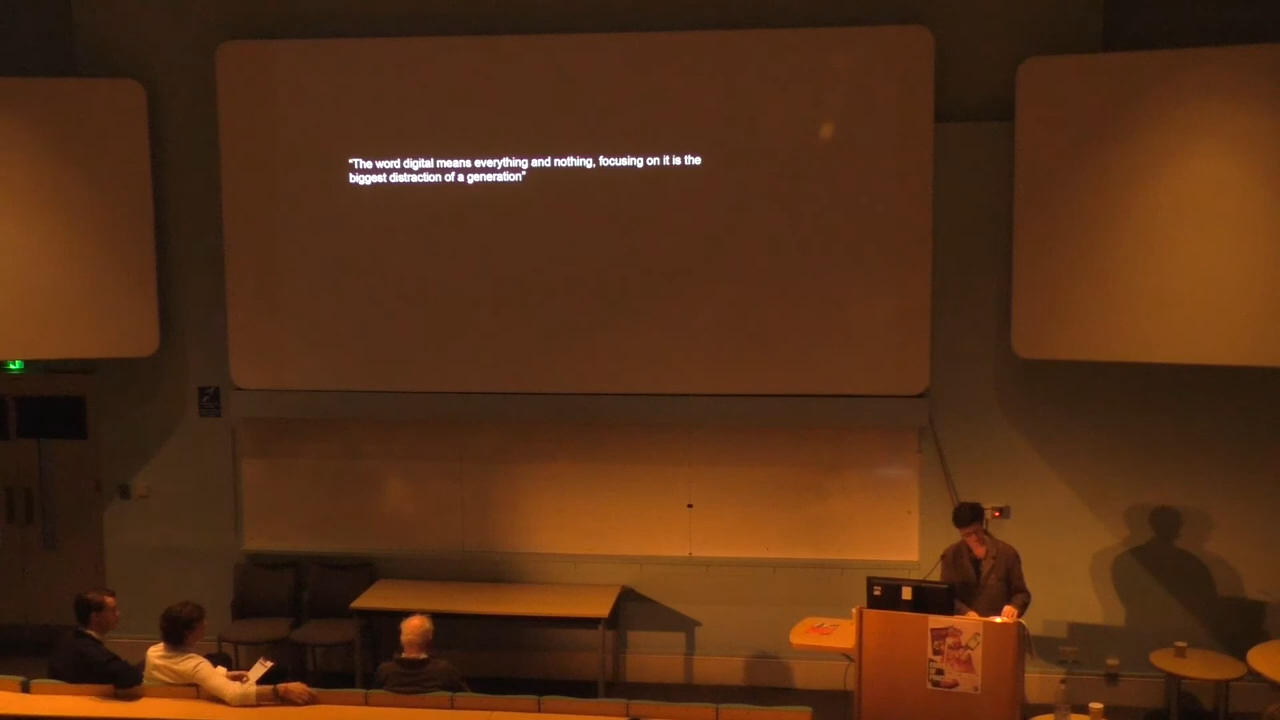 “The word digital means everything and nothing, focusing on it is the
biggest distraction of a generation”